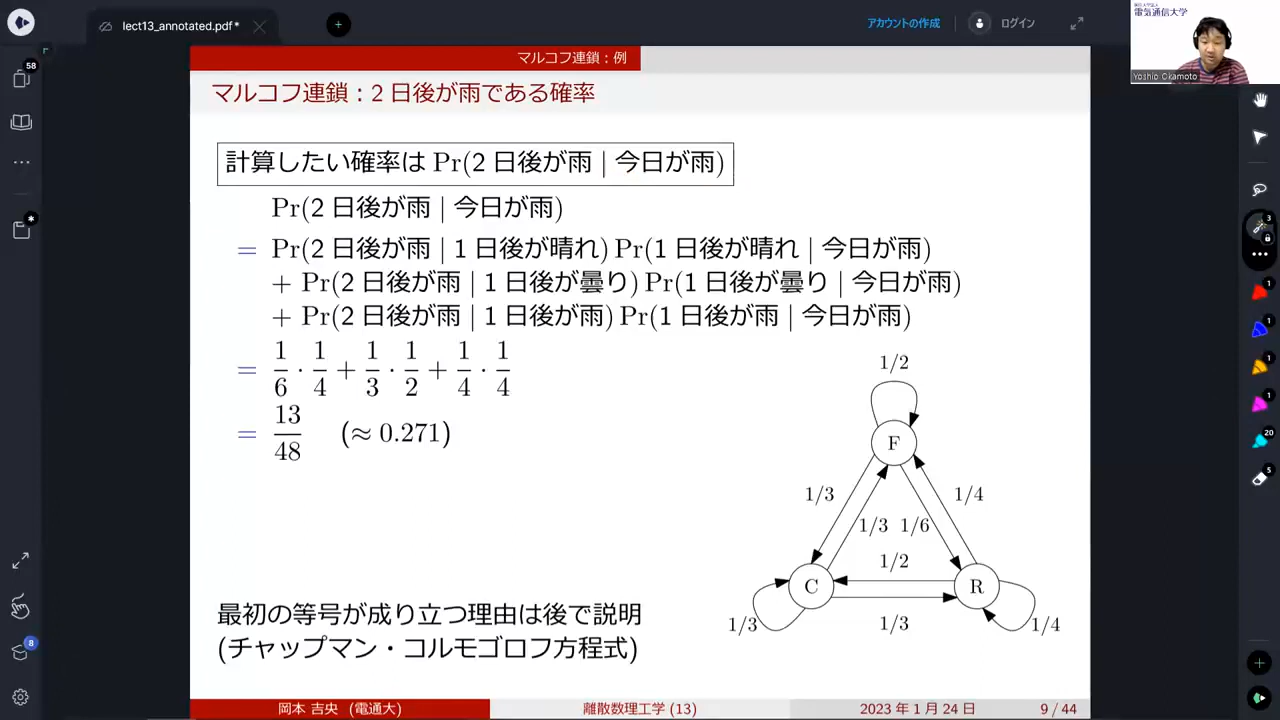 lect13_annotated.pdf*
アカウントの作成
ログイン
電気通信大学
Yoshio Okamoto
58
マルコフ連鎖：例
マルコフ連鎖：2 日後が雨である確率
計算したい確率は Pr(2 日後が雨 | 今日が雨)
Pr(2 日後が雨 | 今日が雨)
= Pr(2 日後が雨 | 1 日後が晴れ) Pr(1 日後が晴れ | 今日が雨)
+ Pr(2 日後が雨 | 1 日後が曇り) Pr(1 日後が曇り | 今日が雨)
+ Pr(2 日後が雨 | 1 日後が雨) Pr(1 日後が雨 | 今日が雨)
= 1/6 · 1/4 + 1/3 · 1/2 + 1/4 · 1/4
= 13/48 (≈ 0.271)
1/2
F
1/3
1/4
1/3
1/6
1/2
C
R
1/3
1/3
1/4
最初の等号が成り立つ理由は後で説明
(チャップマン・コルモゴロフ方程式)
岡本 吉央 (電通大)
離散数理工学 (13)
2023 年 1 月 24 日
9 / 44
3
1
1
1
1
20
5
8